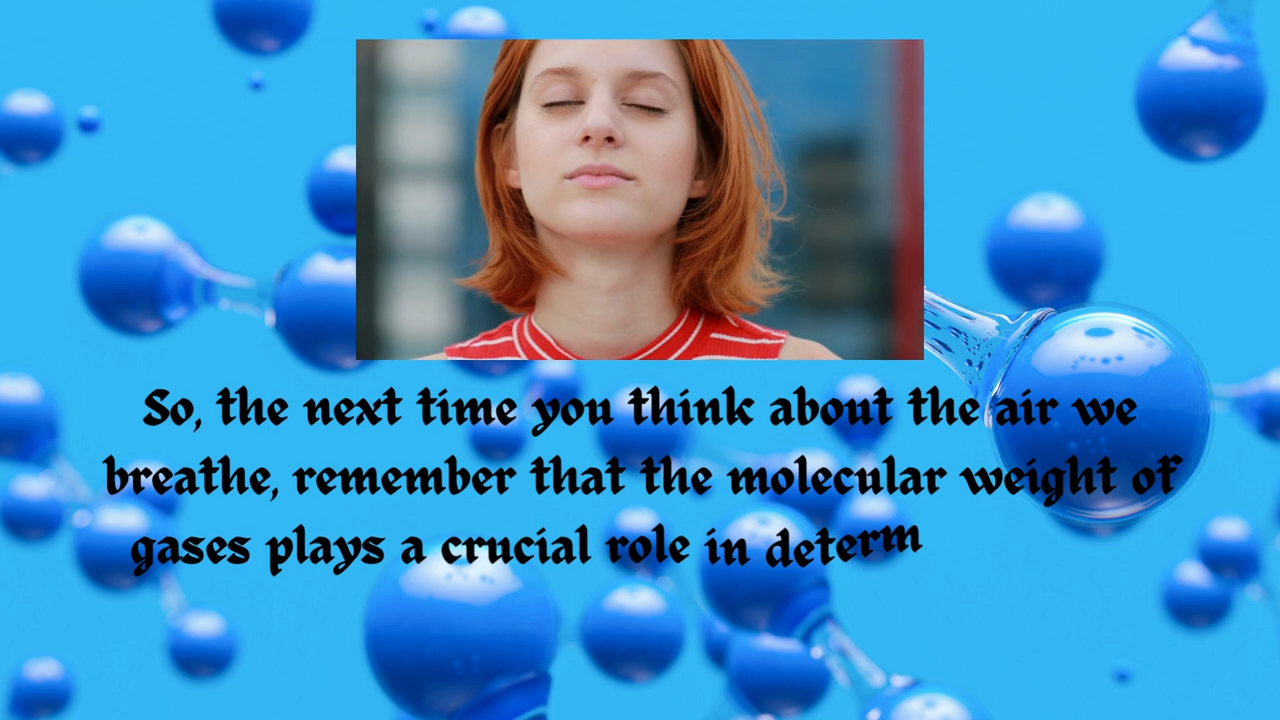 So, the next time you think about the air we
breathe, remember that the molecular weight of
gases plays a crucial role in determ